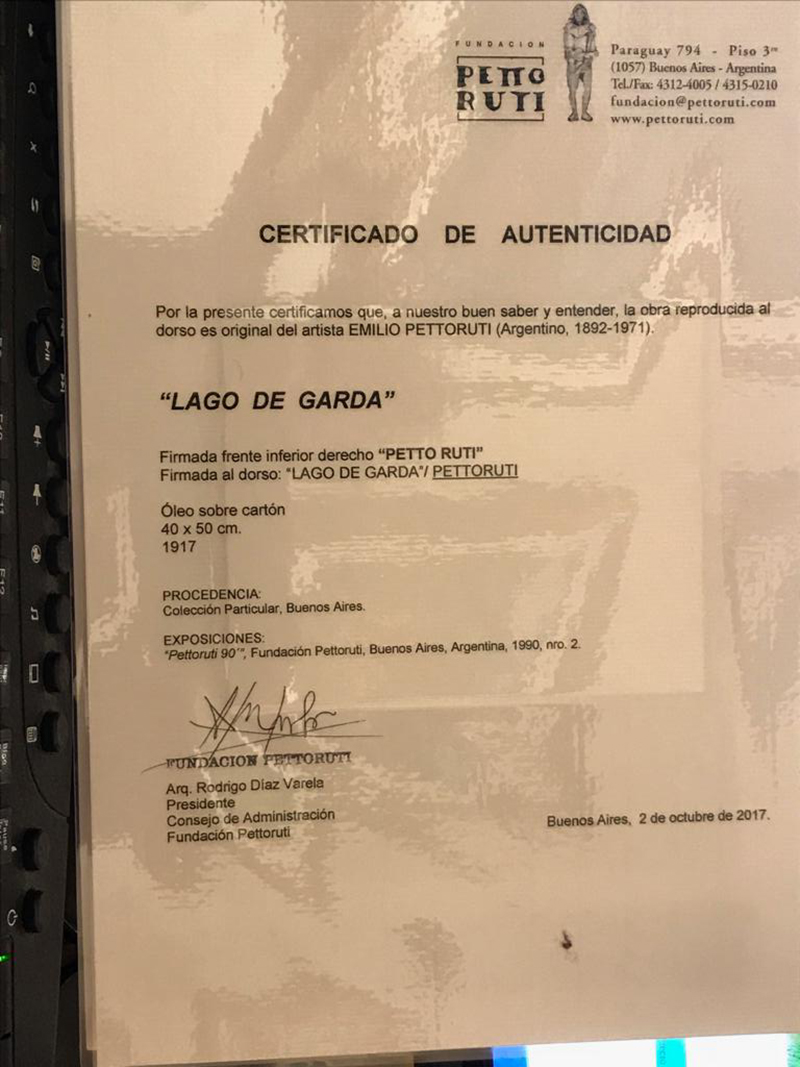 FUNDACION
PETTO
RUTI
Paraguay 794 - Piso 3ro
(1057) Buenos Aires - Argentina
Tel./Fax: 4312-4005 / 4315-0210
fundacion@pettoruti.com
www.pettoruti.com
CERTIFICADO DE AUTENTICIDAD
Por la presente certificamos que, a nuestro buen saber y entender, la obra reproducida al
dorso es original del artista EMILIO PETTORUTI (Argentino, 1892-1971).
“LAGO DE GARDA”
Firmada frente inferior derecho “PETTO RUTI”
Firmada al dorso: “LAGO DE GARDA”/ PETTORUTI
Óleo sobre cartón
40 x 50 cm.
1917
PROCEDENCIA:
Colección Particular, Buenos Aires.
EXPOSICIONES:
“Pettoruti 90’”, Fundación Pettoruti, Buenos Aires, Argentina, 1990, nro. 2.
FUNDACION PETTORUTI
Arq. Rodrigo Díaz Varela
Presidente
Consejo de Administración
Fundación Pettoruti
Buenos Aires, 2 de octubre de 2017.